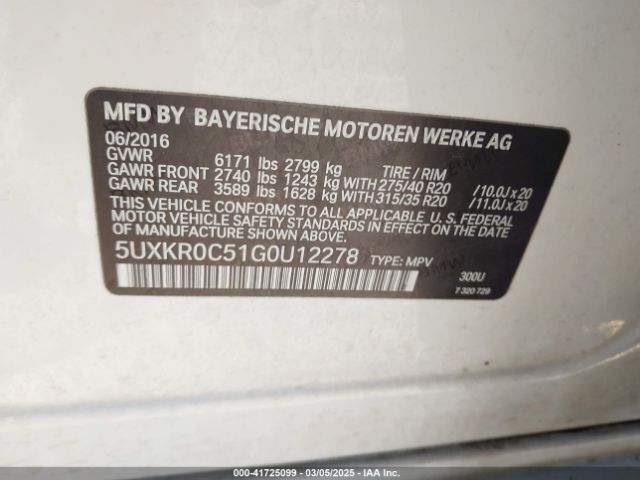 MFD BY BAYERISCHE MOTOREN WERKE AG
06/2016
GVWR 6171 lbs 2799 kg TIRE / RIM
GAWR FRONT 2740 lbs 1243 kg WITH 275/40 R20 /10.0J x 20
GAWR REAR 3589 lbs 1628 kg WITH 315/35 R20 /11.0J x 20
THIS VEHICLE CONFORMS TO ALL APPLICABLE U. S. FEDERAL
MOTOR VEHICLE SAFETY STANDARDS IN EFFECT ON THE DATE
OF MANUFACTURE SHOWN ABOVE.
5UXKR0C51G0U12278 TYPE: MPV
300U
7 320 729
000-41725099 — 03/05/2025 — IAA Inc.